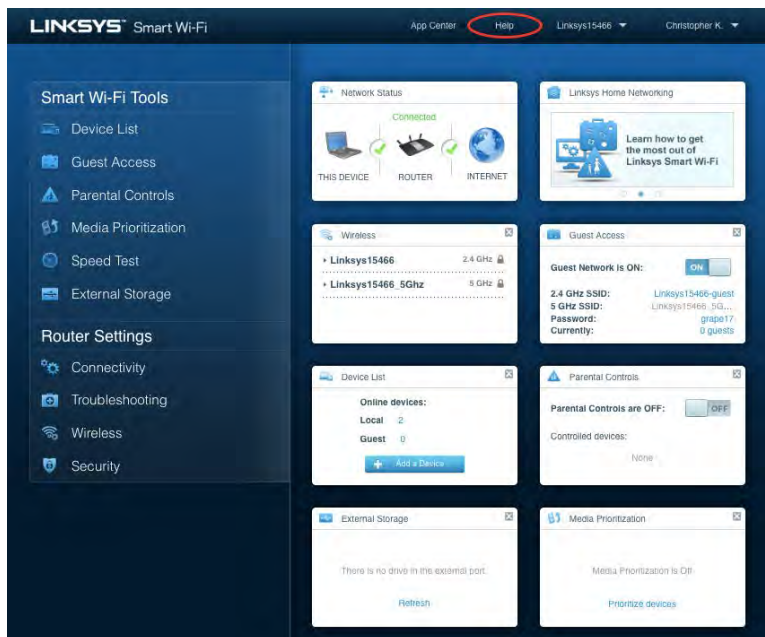 LINKSYS™ Smart Wi-Fi
App Center
Help
Linksys15466
Christopher K.
Smart Wi-Fi Tools
Device List
Guest Access
Parental Controls
Media Prioritization
Speed Test
External Storage
Router Settings
Connectivity
Troubleshooting
Wireless
Security
Network Status
Connected
THIS DEVICE ROUTER INTERNET
Linksys Home Networking
Learn how to get
the most out of
Linksys Smart Wi-Fi
Wireless
Linksys15466 2.4 GHz
Linksys15466_5Ghz 5 GHz
Guest Access
Guest Network is ON: ON
2.4 GHz SSID: Linksys15466-guest
5 GHz SSID: Linksys15466_5G...
Password: grape17
Currently: 0 guests
Device List
Online devices:
Local 2
Guest 0
Add a Device
Parental Controls
Parental Controls are OFF: OFF
Controlled devices:
None
External Storage
There is no drive in the external port.
Refresh
Media Prioritization
Media Prioritization is Off
Prioritize devices